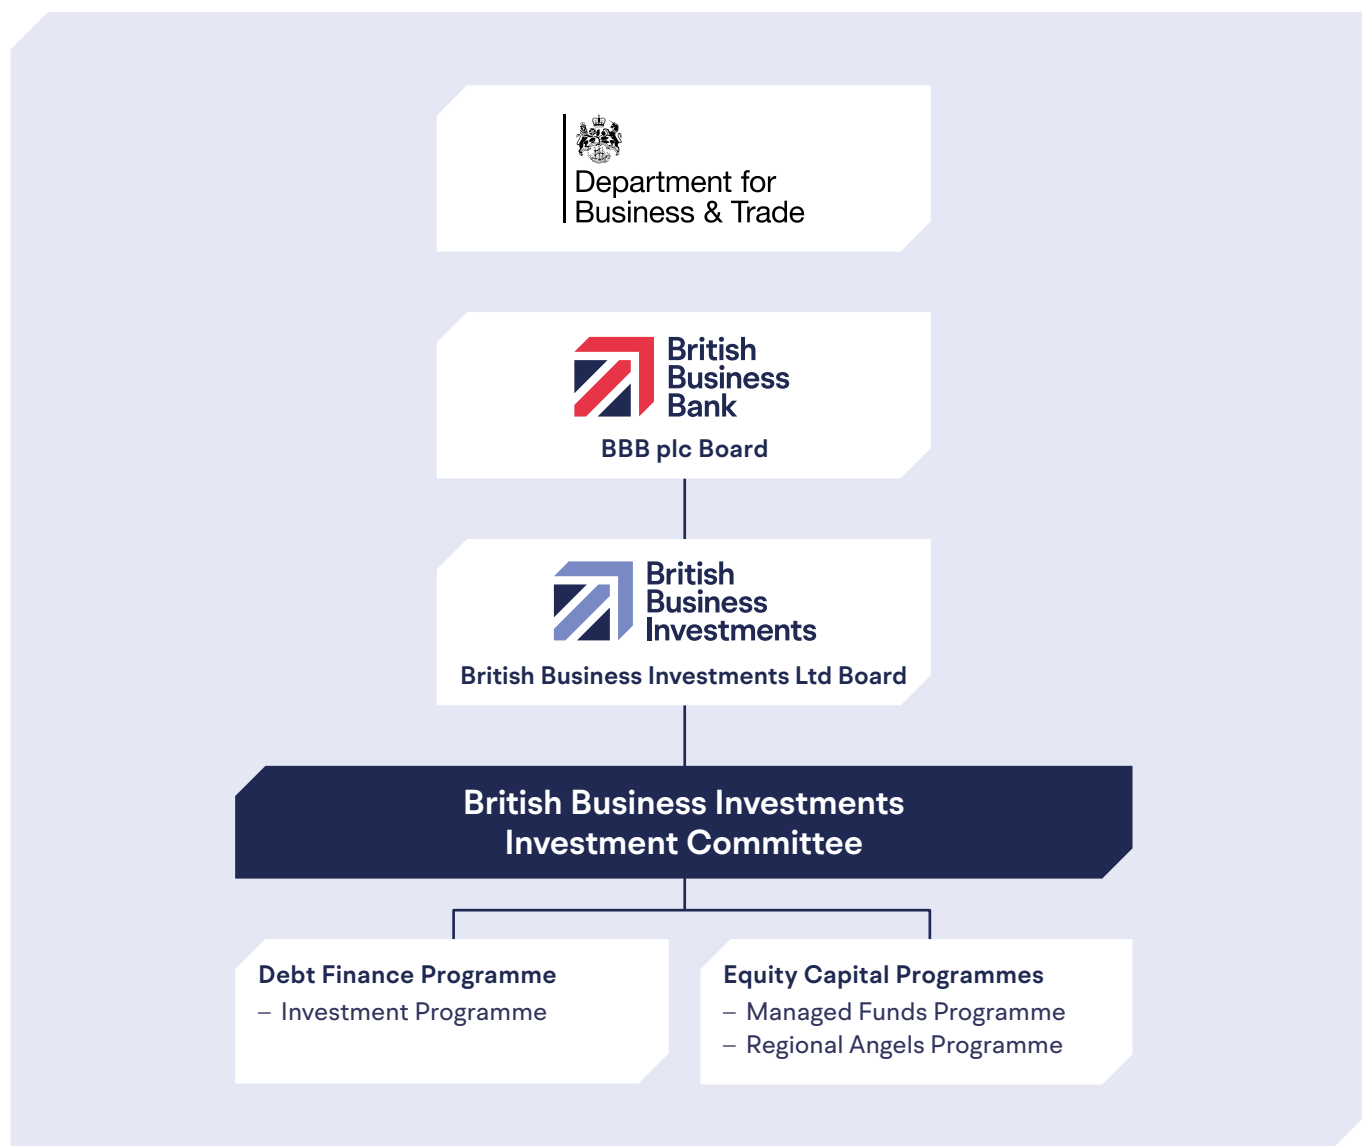 Department for
Business & Trade
British
Business
Bank
BBB plc Board
British
Business
Investments
British Business Investments Ltd Board
British Business Investments
Investment Committee
Debt Finance Programme
– Investment Programme
Equity Capital Programmes
– Managed Funds Programme
– Regional Angels Programme